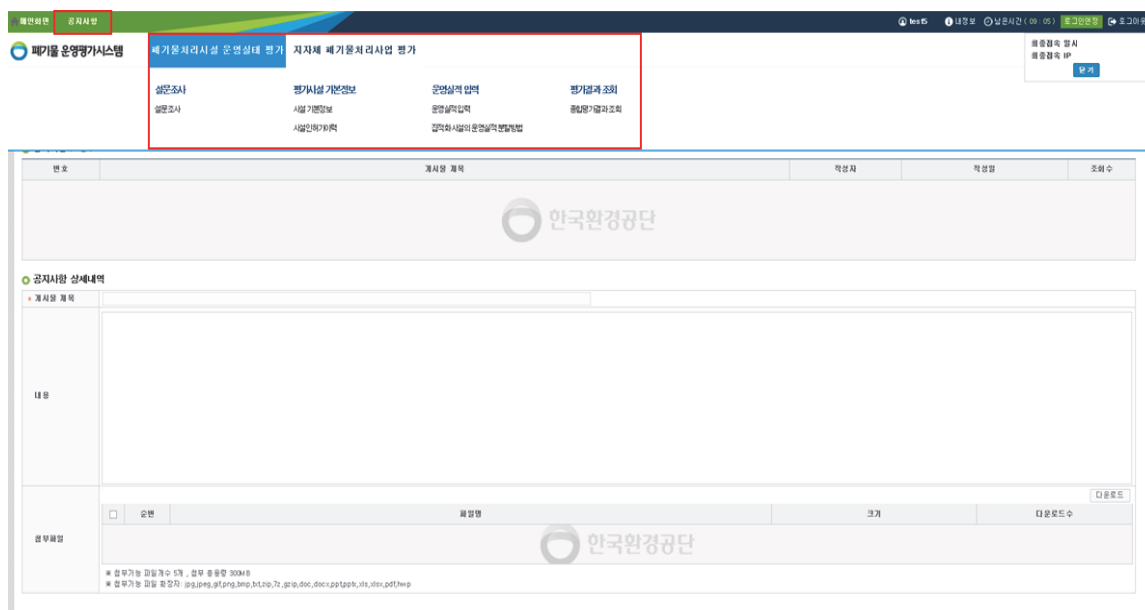 메인화면 공지사항 test5 내정보 남은시간 ( 09 : 05 ) 로그인연장 로그아웃
폐기물 운영평가시스템 폐기물처리시설 운영실태 평가 지자체 폐기물처리사업 평가
최종접속 일시
최종접속 IP
닫기
설문조사 평가시설 기본정보 운영실적 입력 평가결과 조회
설문조사 시설 기본정보 운영실적입력 종합평가결과 조회
시설인허가이력 집적화 시설의 운영실적 분할방법
번호 게시물 제목 작성자 작성일 조회수
한국환경공단
공지사항 상세내역
게시물 제목
내용
다운로드
순번 파일명 크기 다운로드수
첨부파일
한국환경공단
※ 첨부가능 파일개수 5개 , 첨부 총용량 300MB
※ 첨부가능 파일 확장자: jpg,jpeg,gif,png,bmp,txt,zip,7z,gzip,doc,docx,ppt,pptx,xls,xlsx,pdf,hwp